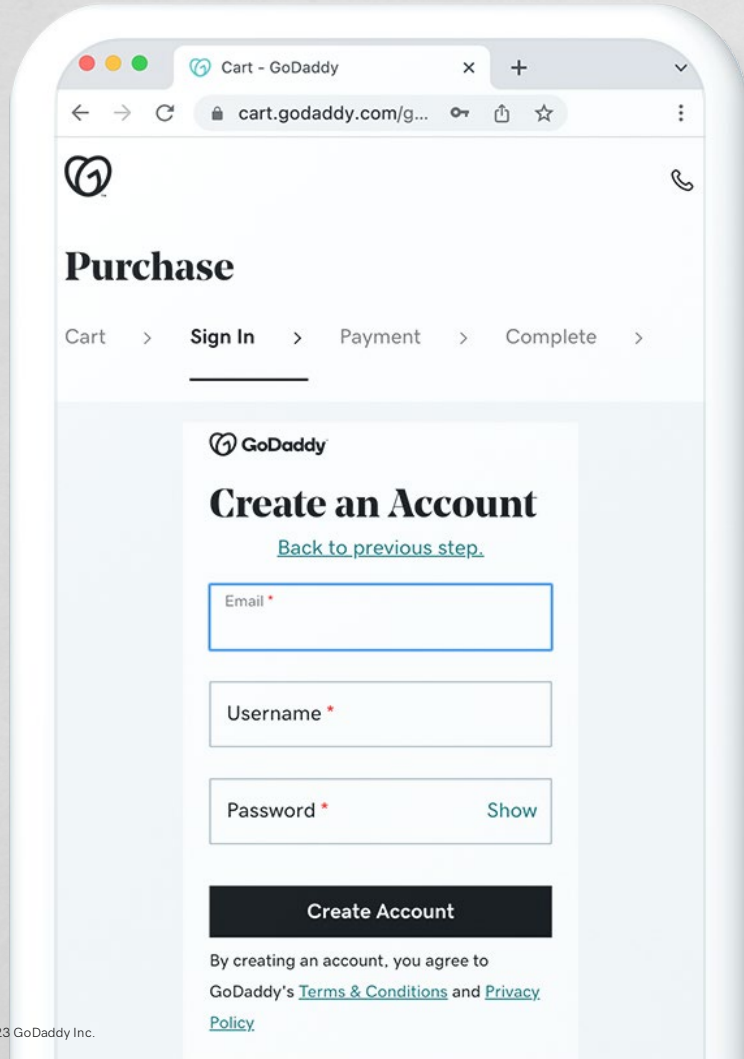 Cart - GoDaddy
cart.godaddy.com/g...
Purchase
Cart > Sign In > Payment > Complete >
GoDaddy
Create an Account
Back to previous step.
Email *
Username *
Password * Show
Create Account
By creating an account, you agree to
GoDaddy's Terms & Conditions and Privacy
Policy
23 GoDaddy Inc.